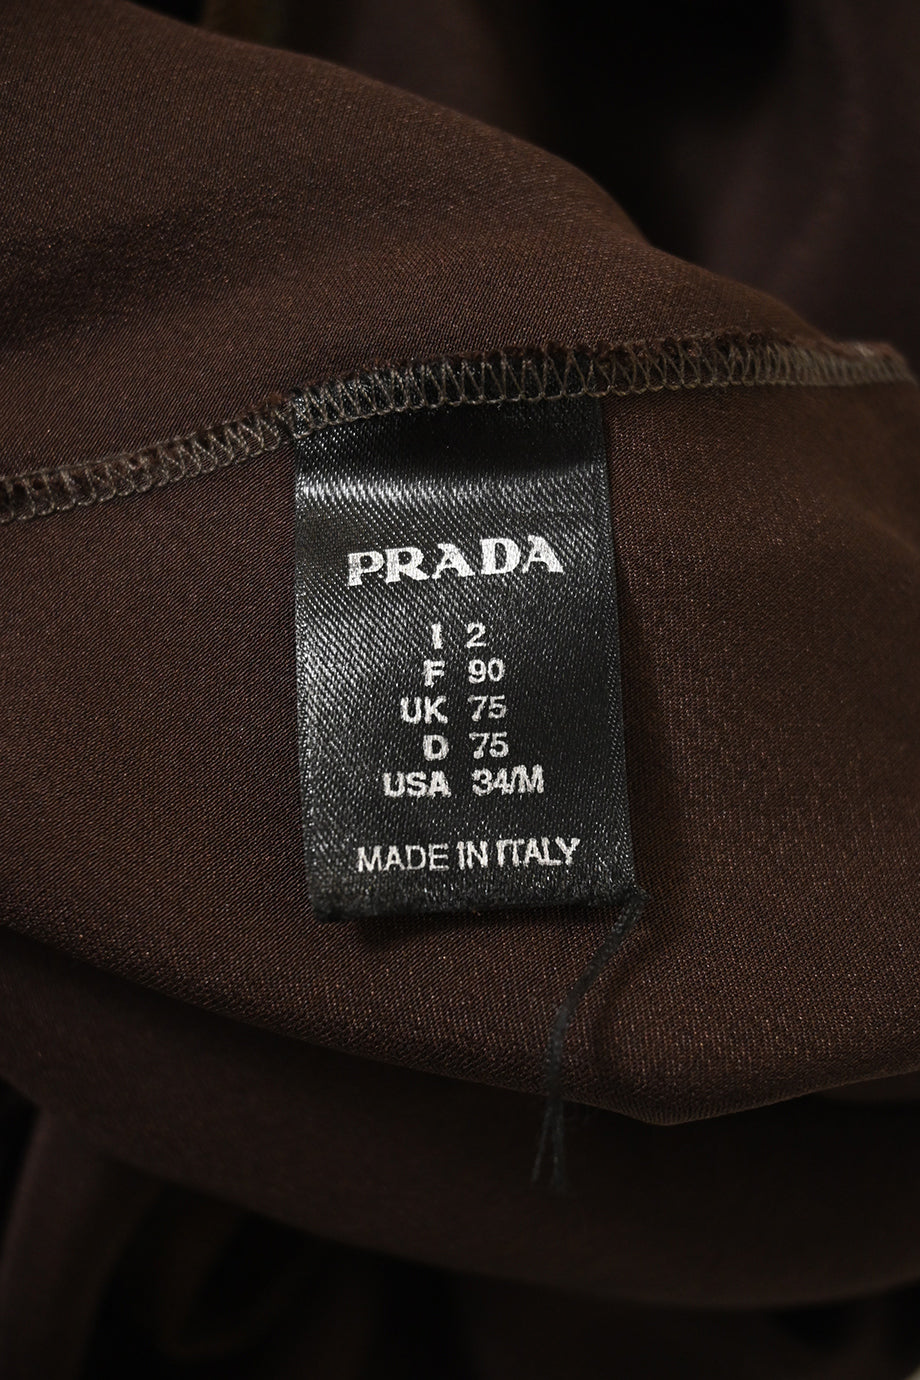 PRADA
I 2
F 90
UK 75
D 75
USA 34/M
MADE IN ITALY